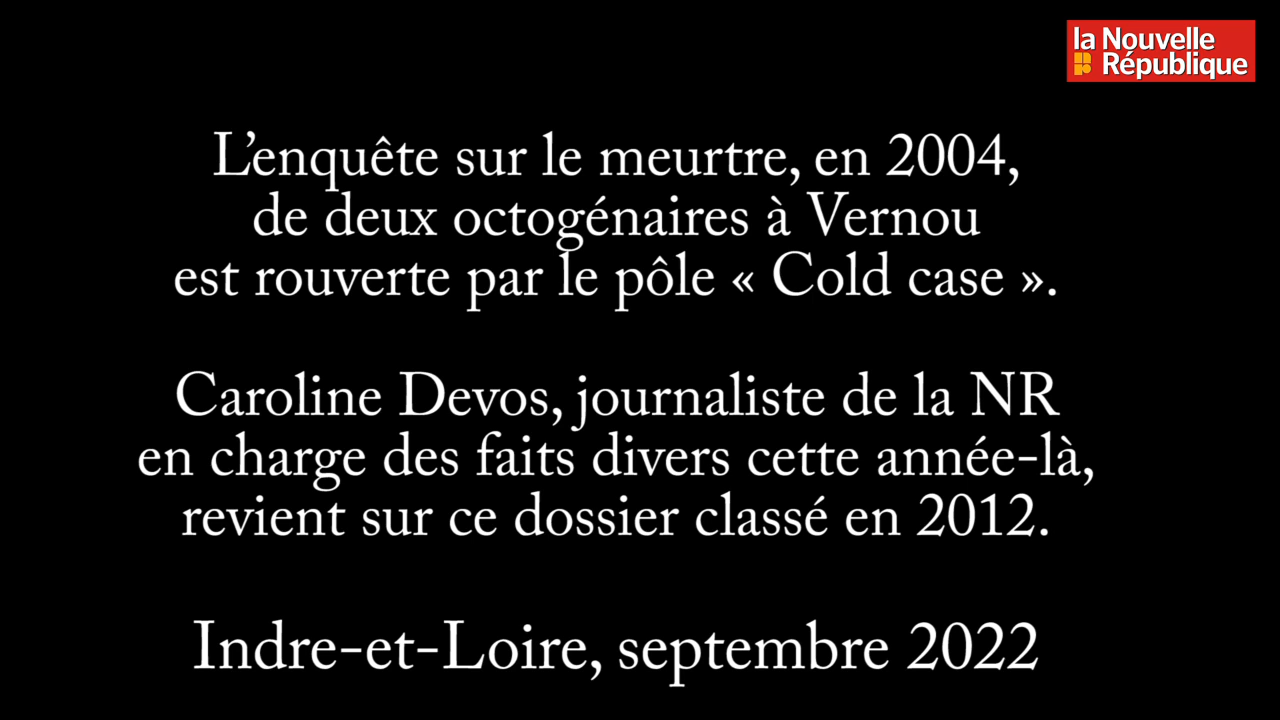 la Nouvelle
République
L’enquête sur le meurtre, en 2004,
de deux octogénaires à Vernou
est rouverte par le pôle « Cold case ».
Caroline Devos, journaliste de la NR
en charge des faits divers cette année-là,
revient sur ce dossier classé en 2012.
Indre-et-Loire, septembre 2022